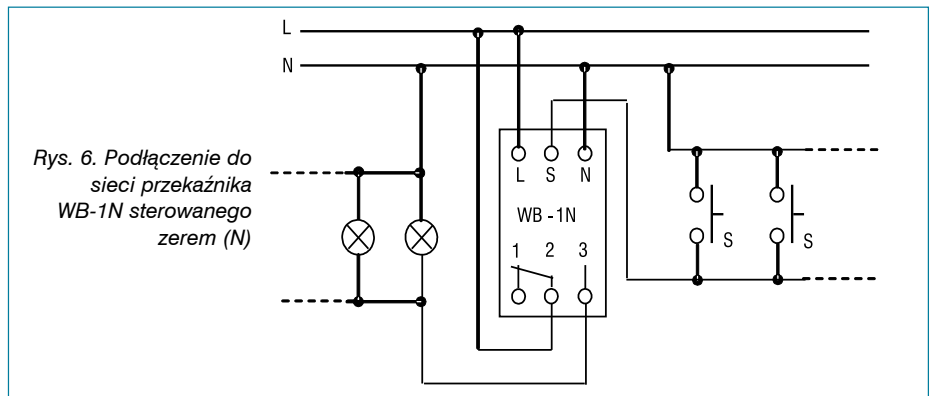 L
N
Rys. 6. Podłączenie do
sieci przekaźnika
WB-1N sterowanego
zerem (N)
L S N
WB - 1N
1 2 3
S
S